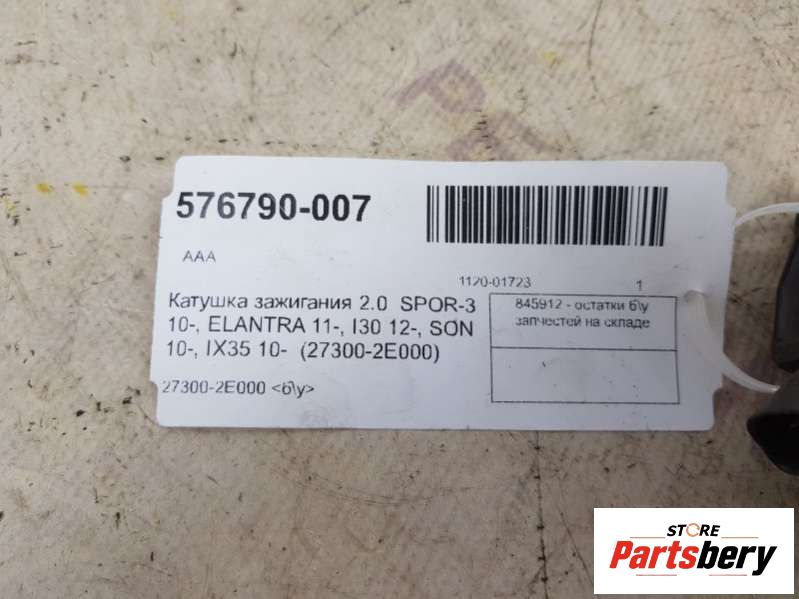 576790-007
AAA
1120-01723 1
Катушка зажигания 2.0 SPOR-3
10-, ELANTRA 11-, I30 12-, SON
10-, IX35 10- (27300-2E000)
845912 - остатки б\у
запчестей на складе
27300-2E000 <б\у>
STORE
Partsbery